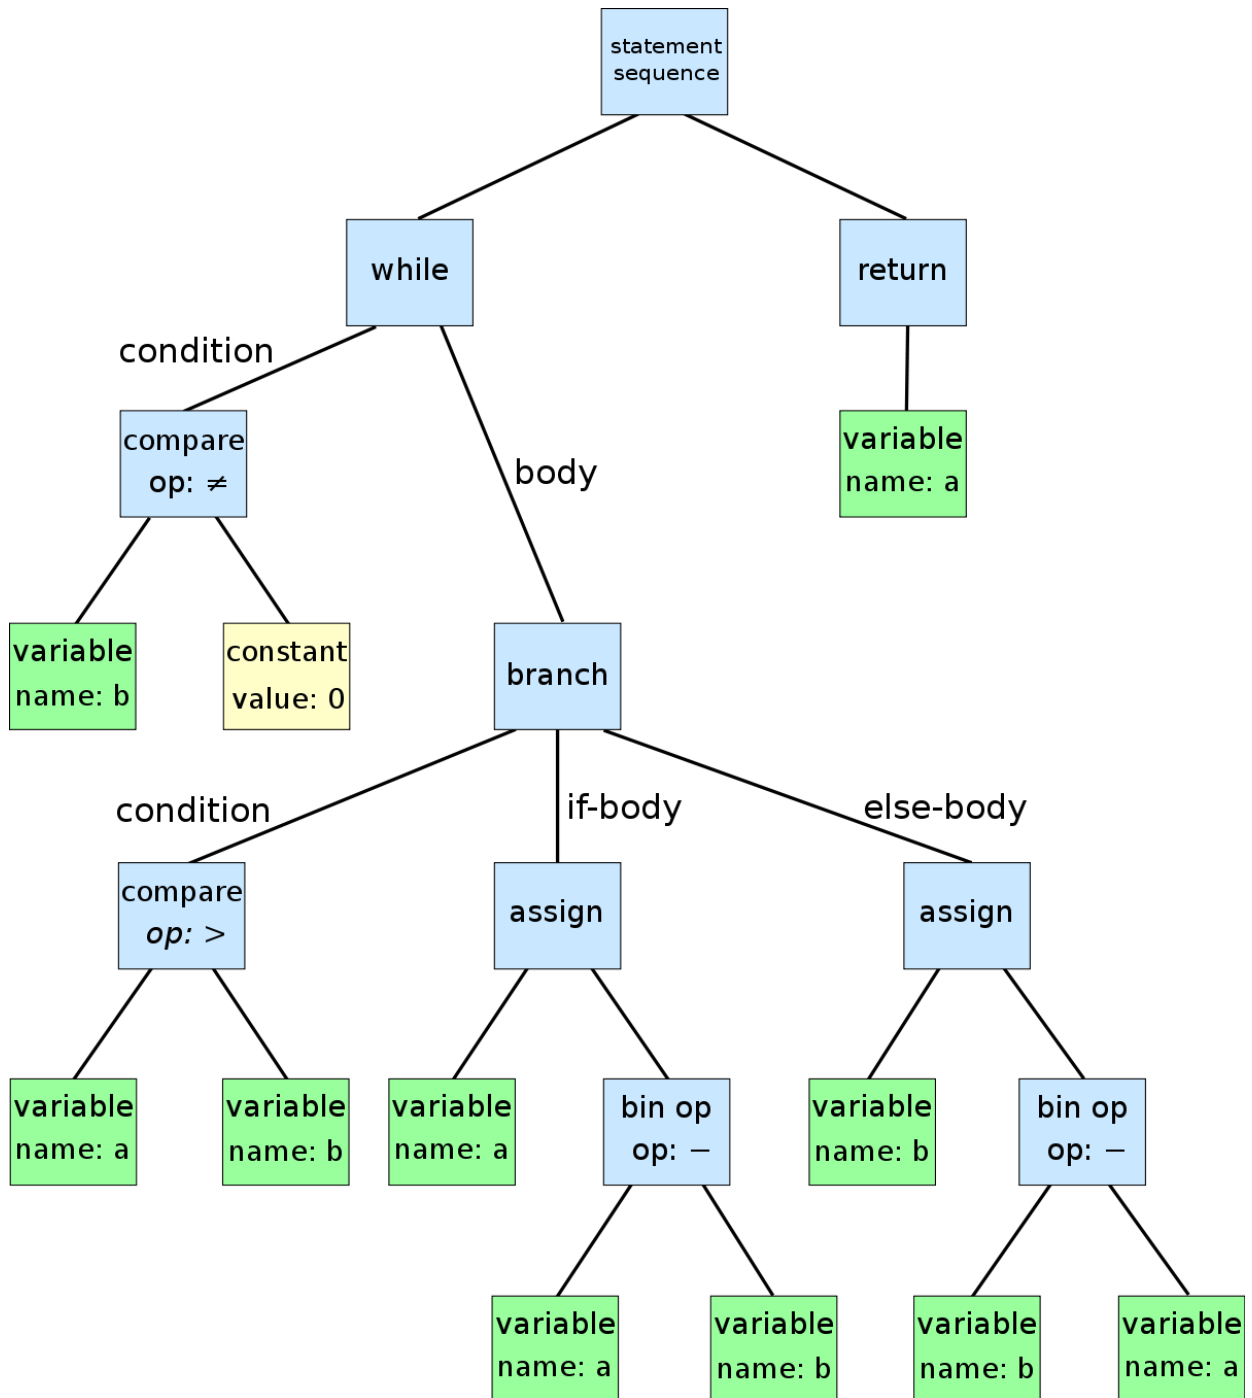 statement
sequence
while
return
condition
compare
op: ≠
body
variable
name: a
variable
name: b
constant
value: 0
branch
condition
if-body
else-body
compare
op: >
assign
assign
variable
name: a
variable
name: b
variable
name: a
bin op
op: −
variable
name: b
bin op
op: −
variable
name: a
variable
name: b
variable
name: b
variable
name: a